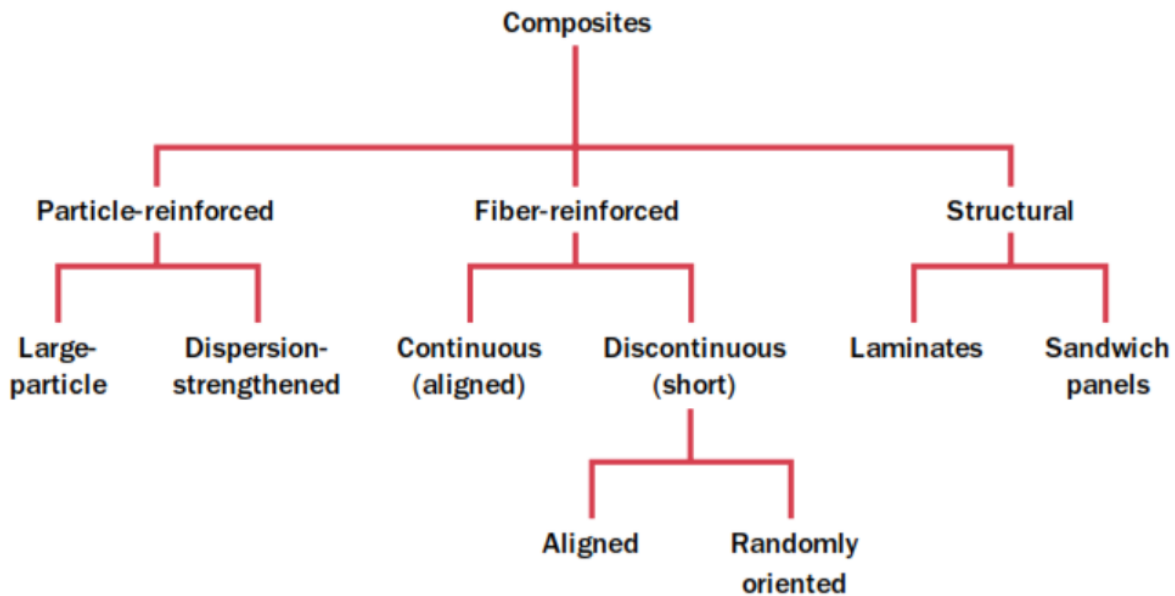 Composites
Particle-reinforced
Fiber-reinforced
Structural
Large-
particle
Dispersion-
strengthened
Continuous
(aligned)
Discontinuous
(short)
Laminates
Sandwich
panels
Aligned
Randomly
oriented